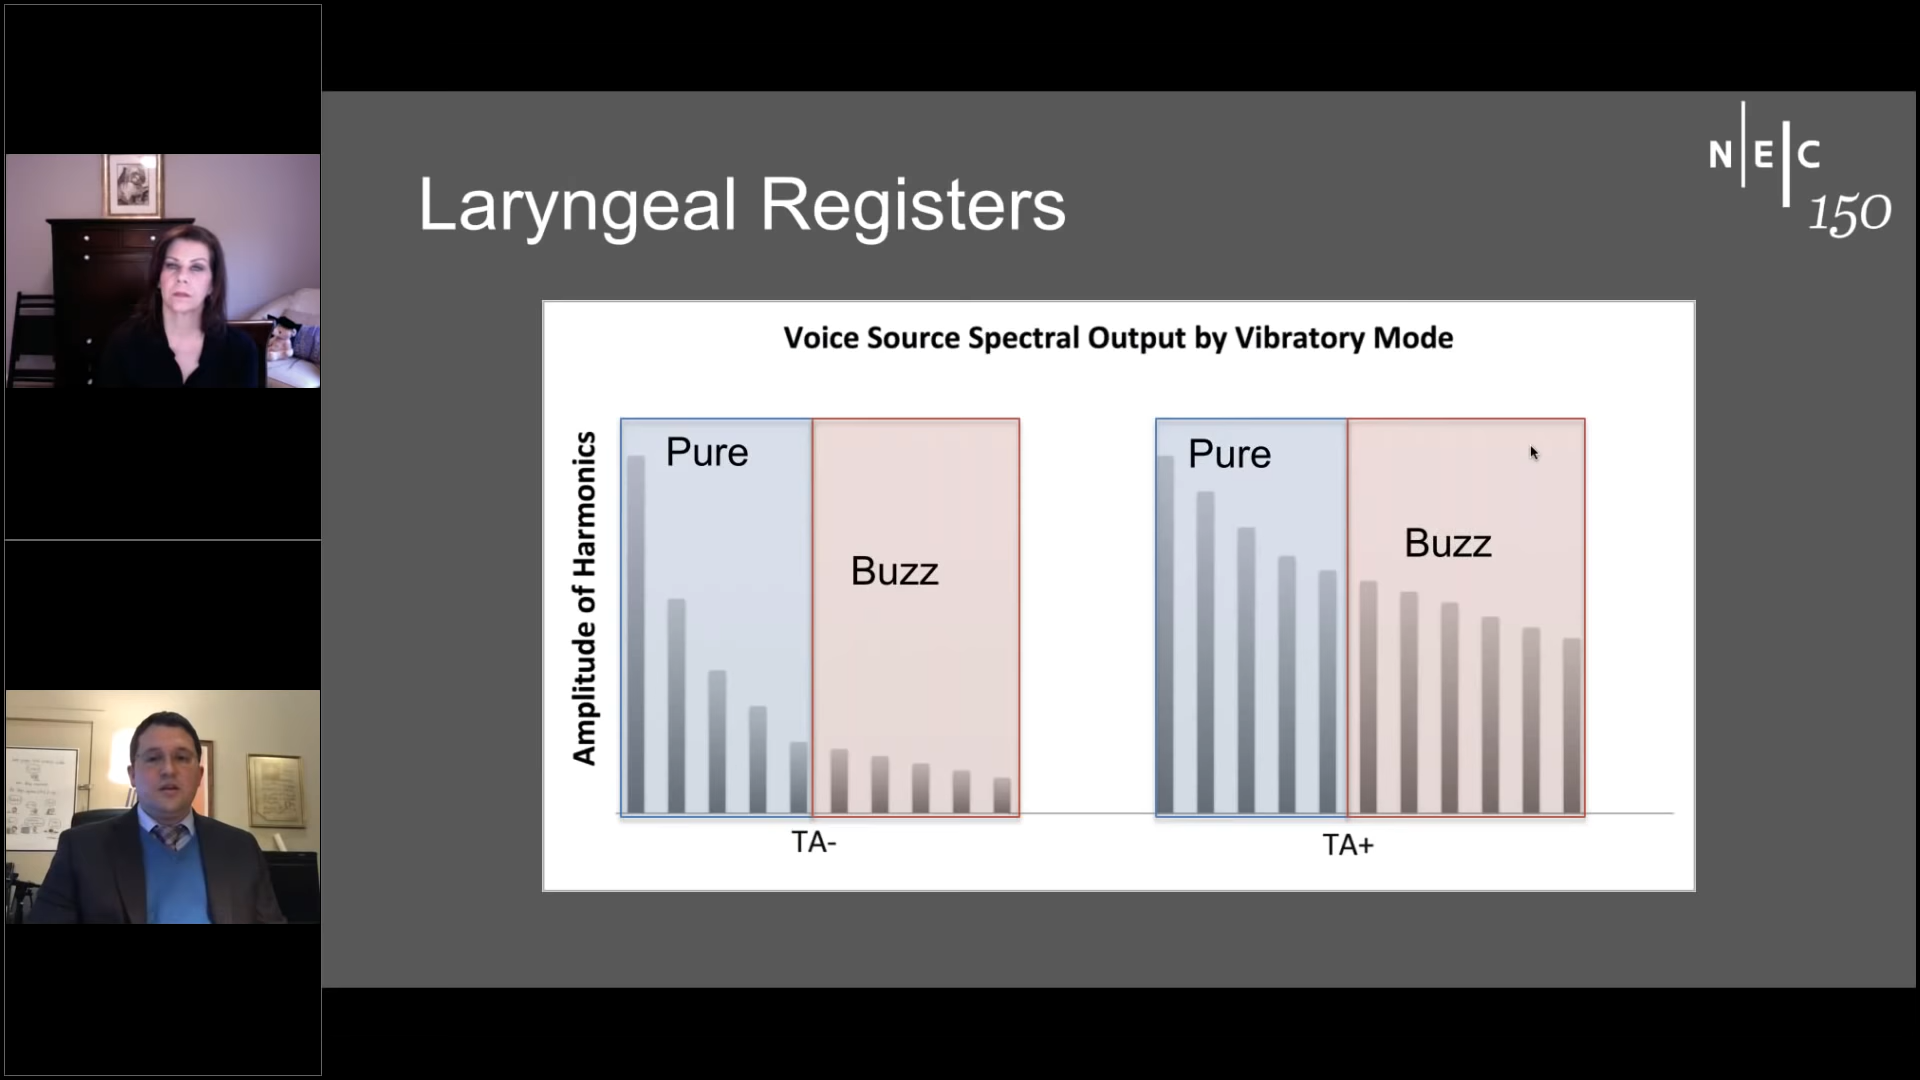 Laryngeal Registers
N E C
150
Voice Source Spectral Output by Vibratory Mode
Amplitude of Harmonics
Pure
Buzz
Pure
Buzz
TA-
TA+